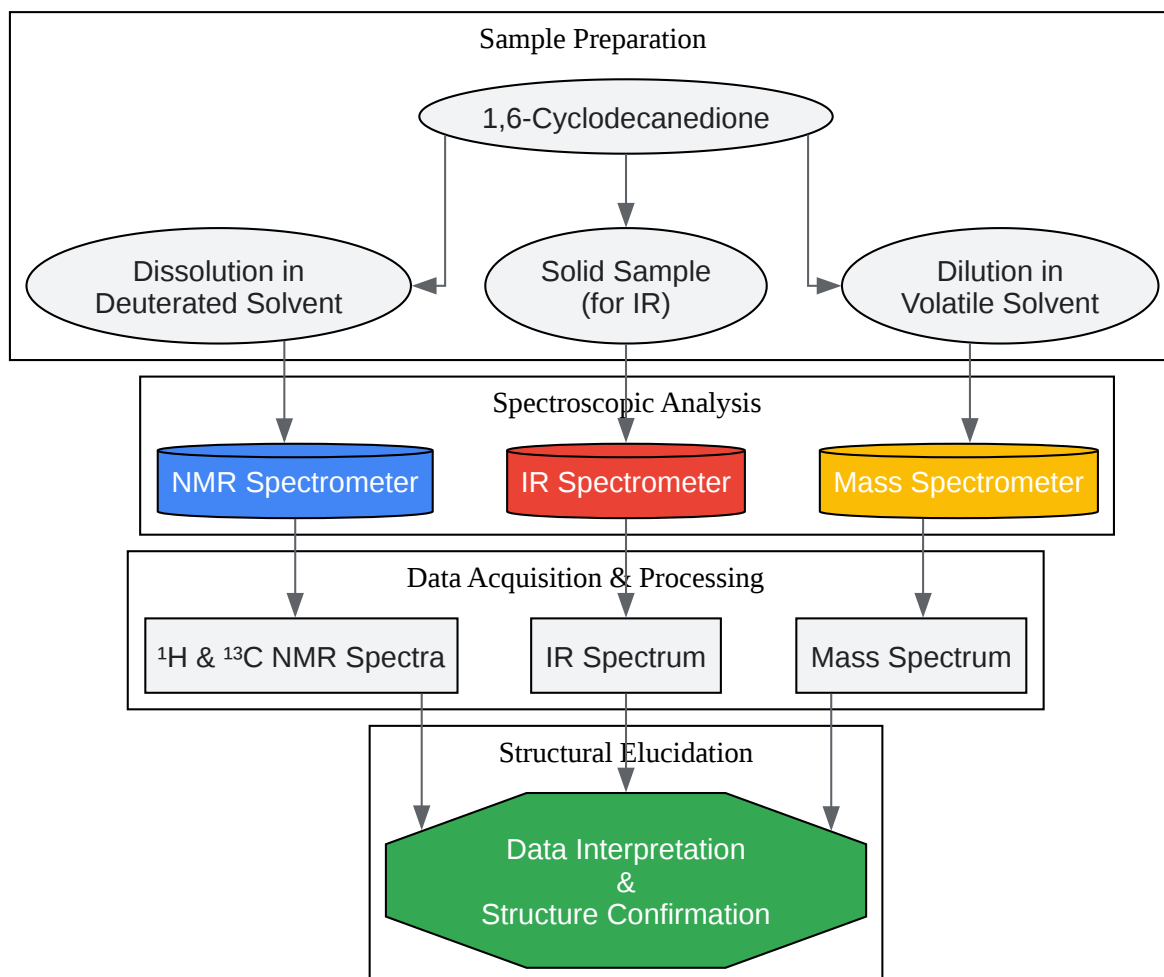 Sample Preparation
1,6-Cyclodecanedione
Dissolution in
Deuterated Solvent
Solid Sample
(for IR)
Dilution in
Volatile Solvent
Spectroscopic Analysis
NMR Spectrometer
IR Spectrometer
Mass Spectrometer
Data Acquisition & Processing
¹H & ¹³C NMR Spectra
IR Spectrum
Mass Spectrum
Structural Elucidation
Data Interpretation
&
Structure Confirmation